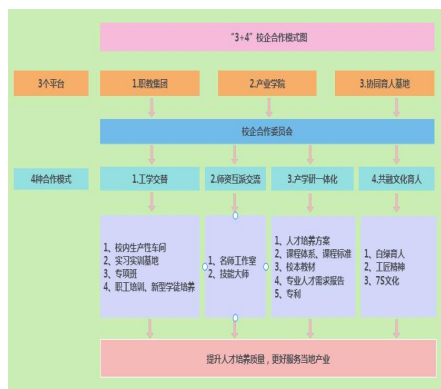 “3+4”校企合作模式图
3个平台
1.职教集团
2.产业学院
3.协同育人基地
校企合作委员会
4种合作模式
1.工学交替
2.师资互派交流
3.产学研一体化
4.共融文化育人
1、校内生产性车间
2、实习实训基地
3、专项班
4、职工培训、新型学徒培养
1、名师工作室
2、技能大师
1、人才培养方案
2、课程体系、课程标准
3、校本教材
4、专业人才需求报告
5、专利
1、白绿育人
2、工匠精神
3、7S文化
提升人才培养质量，更好服务当地产业